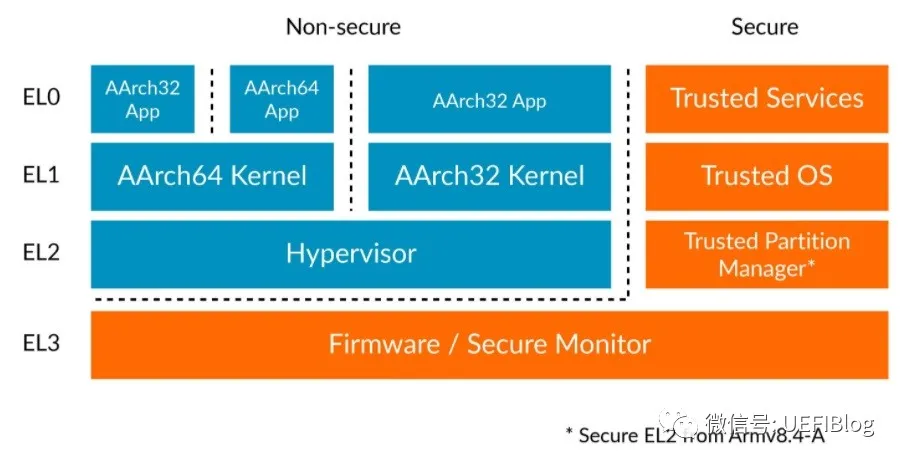 Non-secure
Secure
EL0
AArch32
App
AArch64
App
AArch32 App
Trusted Services
EL1
AArch64 Kernel
AArch32 Kernel
Trusted OS
EL2
Hypervisor
Trusted Partition
Manager*
EL3
Firmware / Secure Monitor
微信号: UEFIBlog
* Secure EL2 from Armv8.4-A